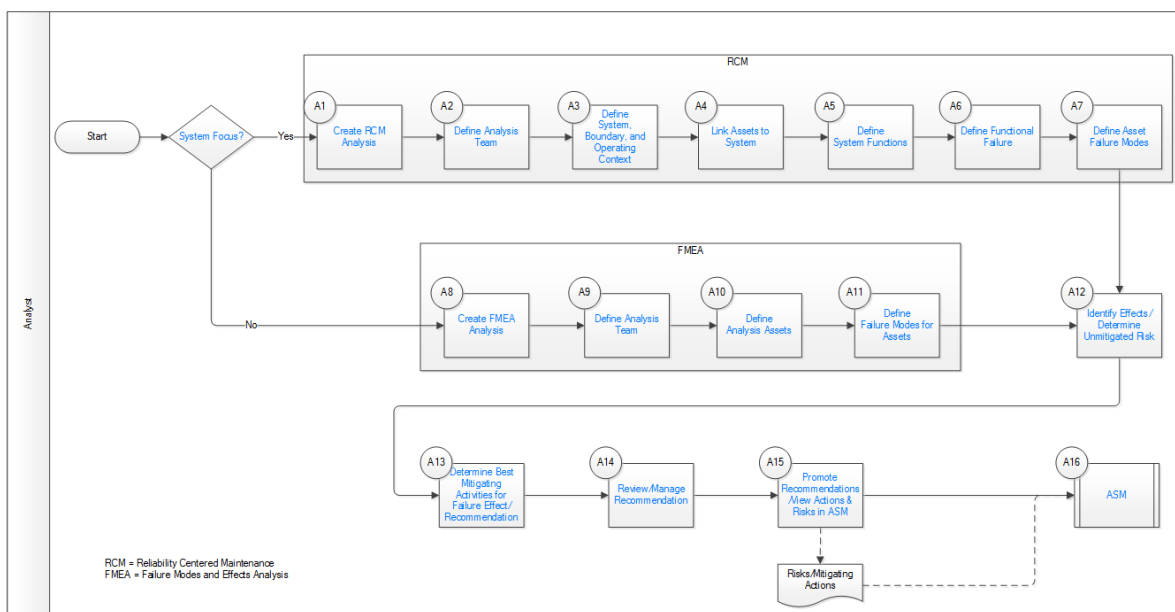 Analyst
RCM
Start
System Focus?
Yes
A1
Create RCM
Analysis
A2
Define Analysis
Team
A3
Define
System,
Boundary, and
Operating
Context
A4
Link Assets to
System
A5
Define
System Functions
A6
Define Functional
Failure
A7
Define Asset
Failure Modes
FMEA
No
A8
Create FMEA
Analysis
A9
Define Analysis
Team
A10
Define
Analysis Assets
A11
Define
Failure Modes for
Assets
A12
Identify Effects /
Determine
Unmitigated Risk
A13
Determine Best
Mitigating
Activities for
Failure Effect/
Recommendation
A14
Review/Manage
Recommendation
A15
Promote
Recommendations
/View Actions &
Risks in ASM
A16
ASM
Risks/Mitigating
Actions
RCM = Reliability Centered Maintenance
FMEA = Failure Modes and Effects Analysis